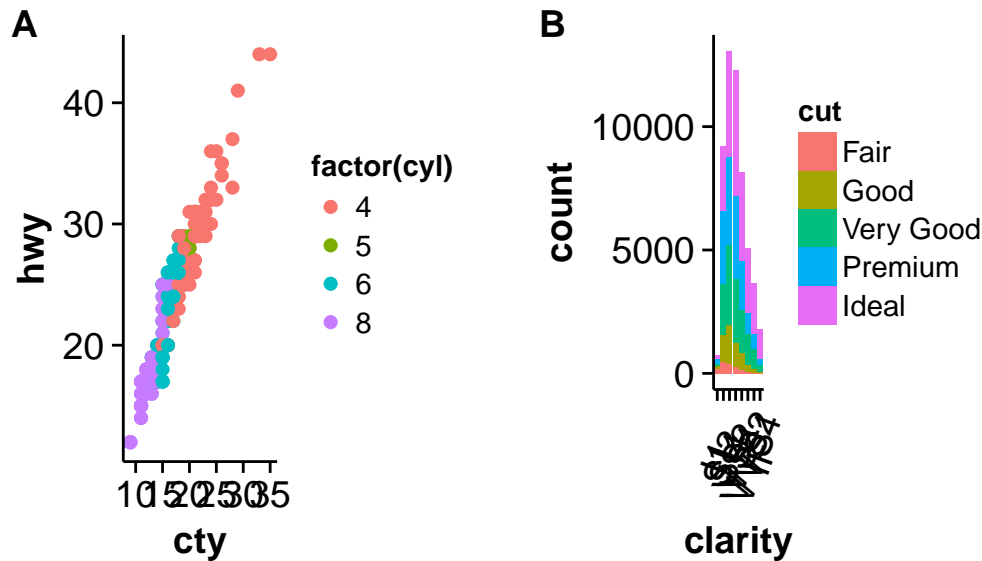 A
hwy
40
30
20
10 15 20 25 30 35
cty
factor(cyl)
4
5
6
8
B
count
10000
5000
0
clarity
cut
Fair
Good
Very Good
Premium
Ideal